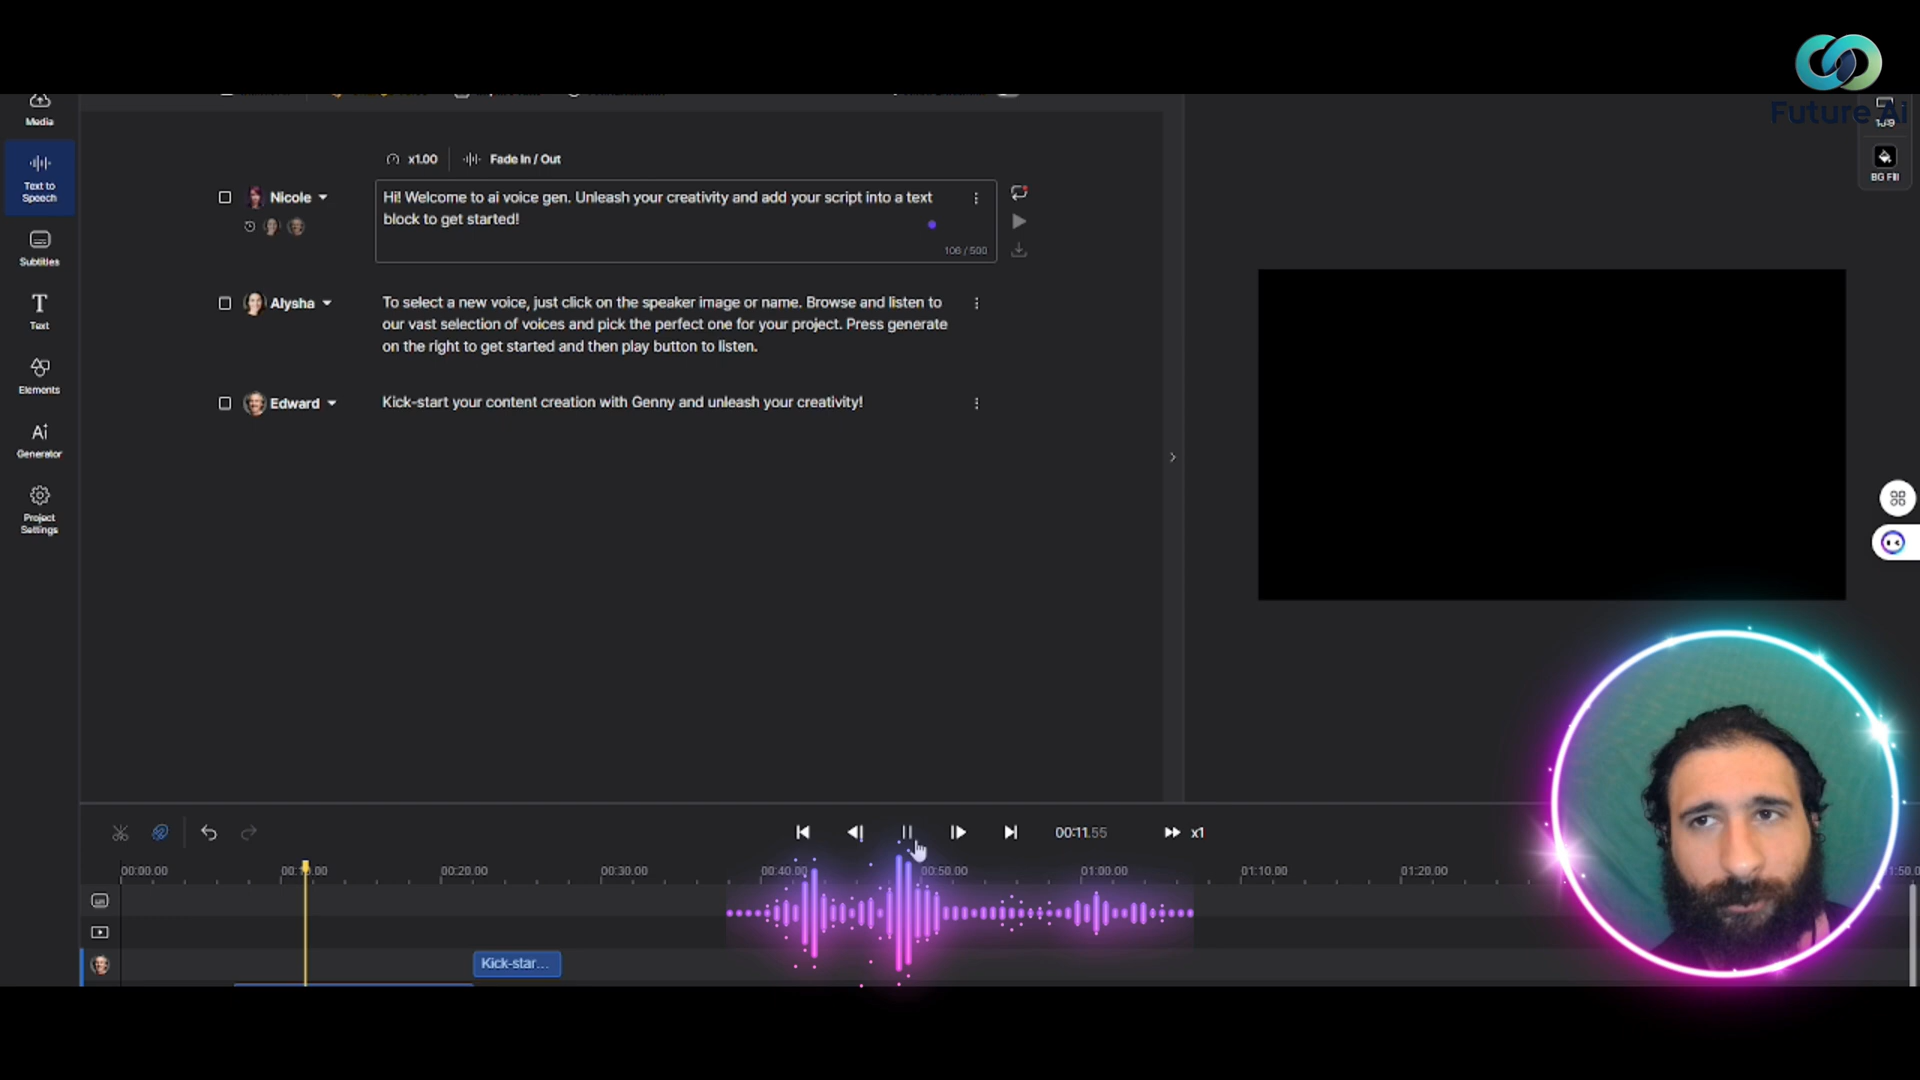 Future Ai
Media
16:9
x1.00
Fade In / Out
BG Fill
Text to
Speech
Nicole
Hi! Welcome to ai voice gen. Unleash your creativity and add your script into a text
block to get started!
106 / 500
Subtitles
Alysha
To select a new voice, just click on the speaker image or name. Browse and listen to
our vast selection of voices and pick the perfect one for your project. Press generate
on the right to get started and then play button to listen.
Text
Elements
Edward
Kick-start your content creation with Genny and unleash your creativity!
Ai
Generator
Project
Settings
00:11.55
x1
00:00.00
00:20.00
00:30.00
00:40.00
00:50.00
01:00.00
01:10.00
01:20.00
Kick-star...